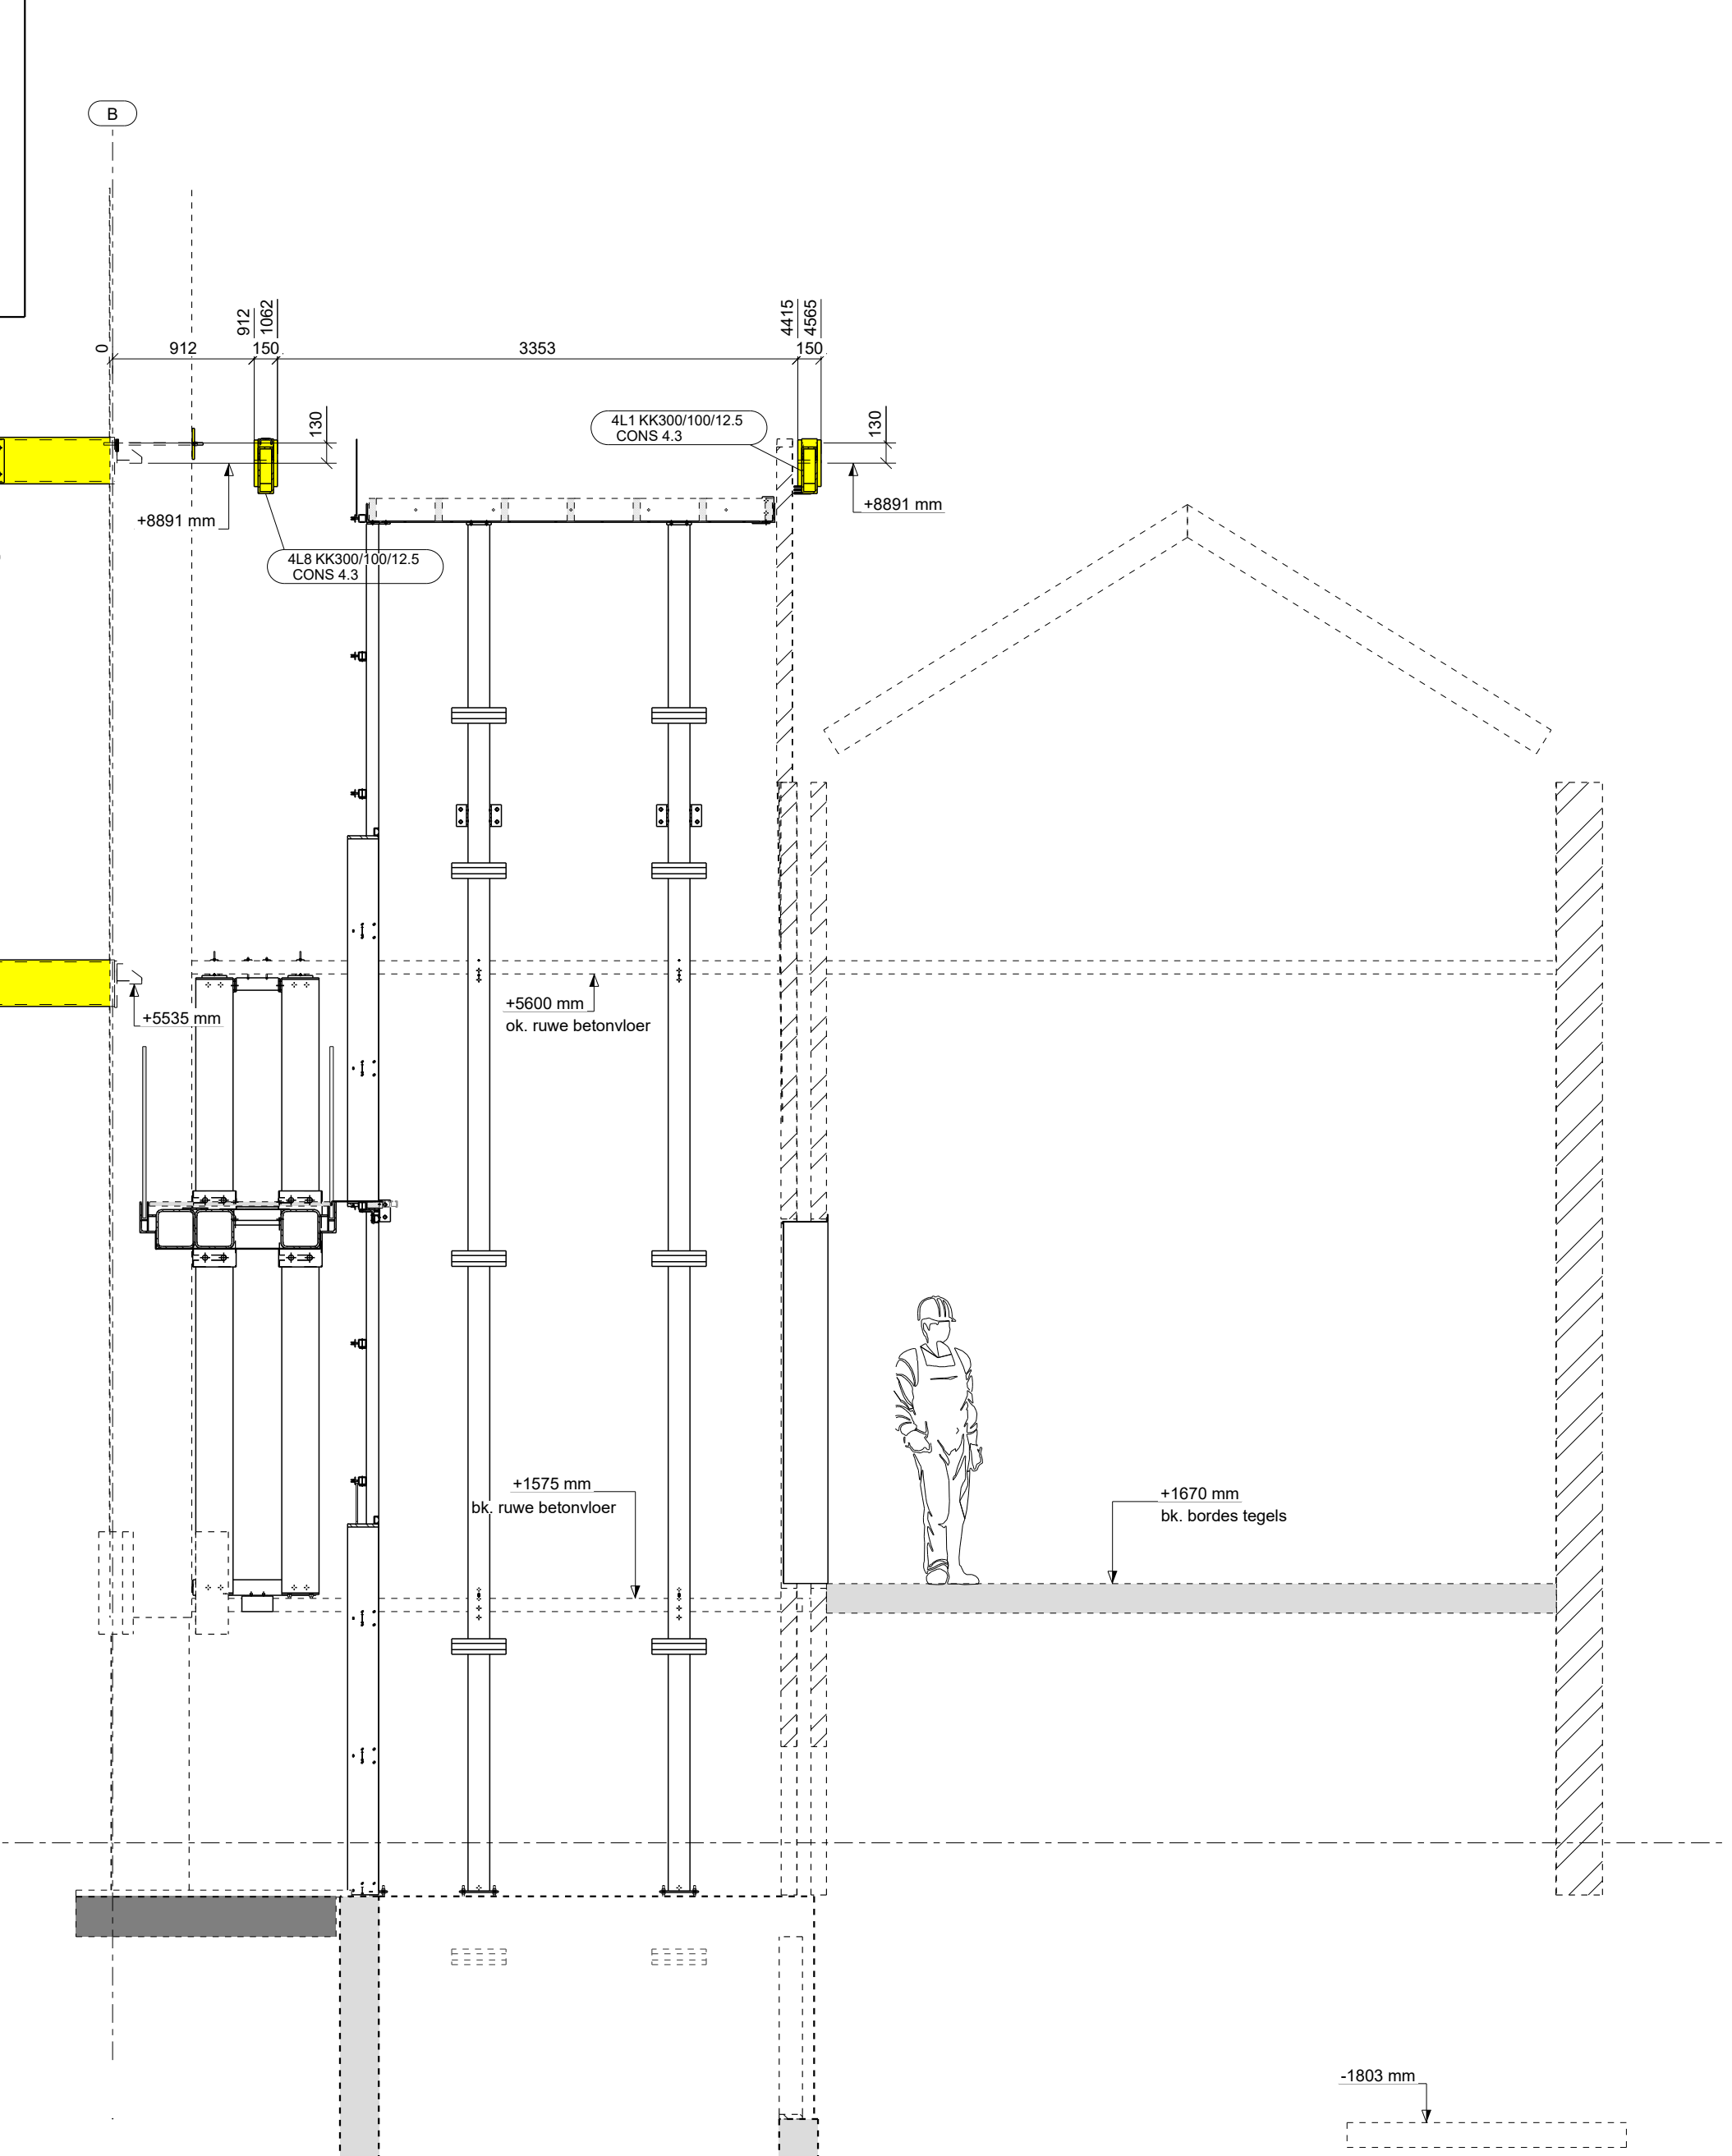 B
912
1062
4415
4565
0
912
150
3353
150
130
130
4L1 KK300/100/12.5
CONS 4.3
+8891 mm
+8891 mm
4L8 KK300/100/12.5
CONS 4.3
+5600 mm
ok. ruwe betonvloer
+5535 mm
+1575 mm
bk. ruwe betonvloer
+1670 mm
bk. bordes tegels
-1803 mm